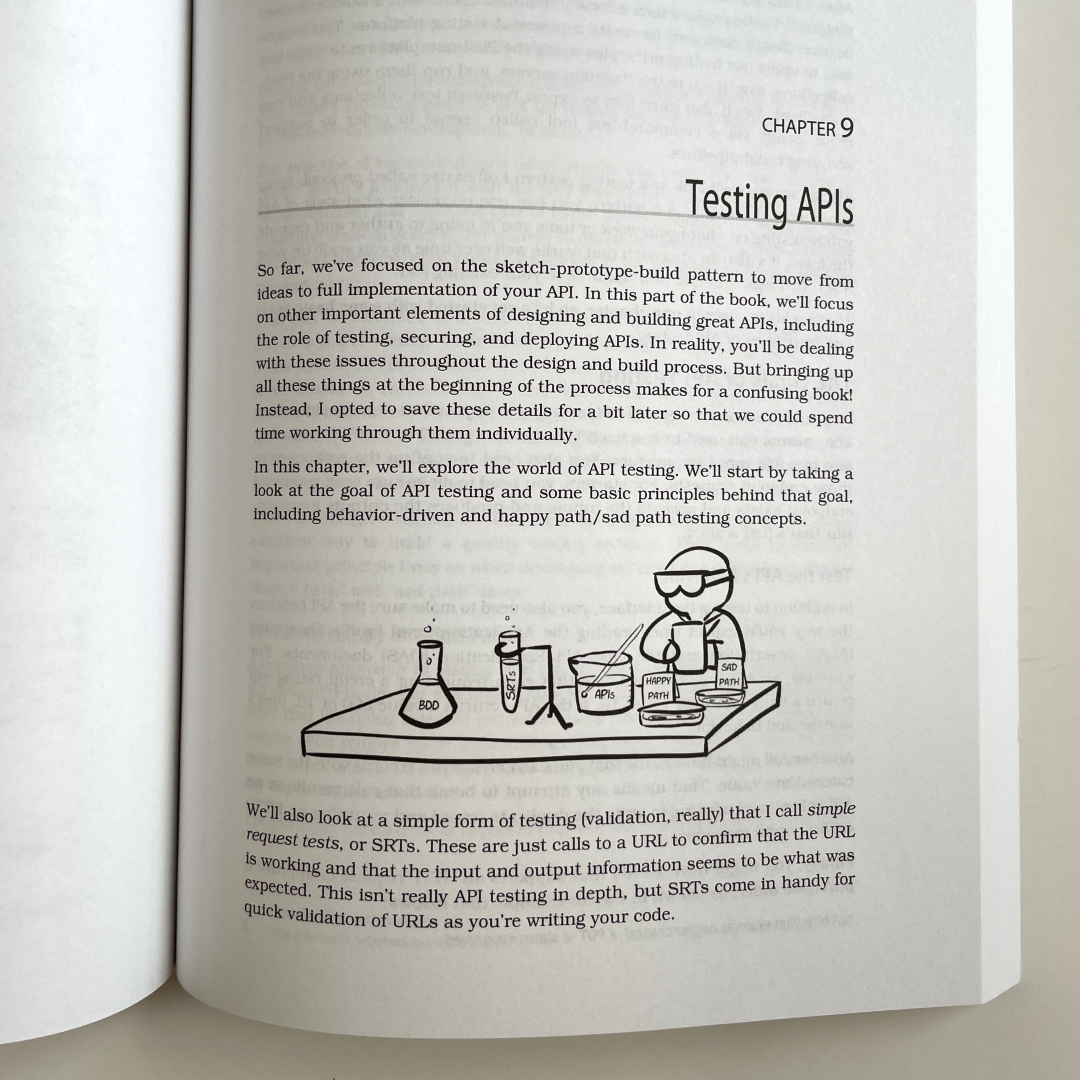 CHAPTER 9
Testing APIs
So far, we've focused on the sketch-prototype-build pattern to move from
ideas to full implementation of your API. In this part of the book, we'll focus
on other important elements of designing and building great APIs, including
the role of testing, securing, and deploying APIs. In reality, you'll be dealing
with these issues throughout the design and build process. But bringing up
all these things at the beginning of the process makes for a confusing book!
Instead, I opted to save these details for a bit later so that we could spend
time working through them individually.
In this chapter, we'll explore the world of API testing. We'll start by taking a
look at the goal of API testing and some basic principles behind that goal,
including behavior-driven and happy path/sad path testing concepts.
BDD
SRTs
APIs
HAPPY
PATH
SAD
PATH
We'll also look at a simple form of testing (validation, really) that I call simple
request tests, or SRTs. These are just calls to a URL to confirm that the URL
is working and that the input and output information seems to be what was
expected. This isn't really API testing in depth, but SRTs come in handy for
quick validation of URLs as you're writing your code.